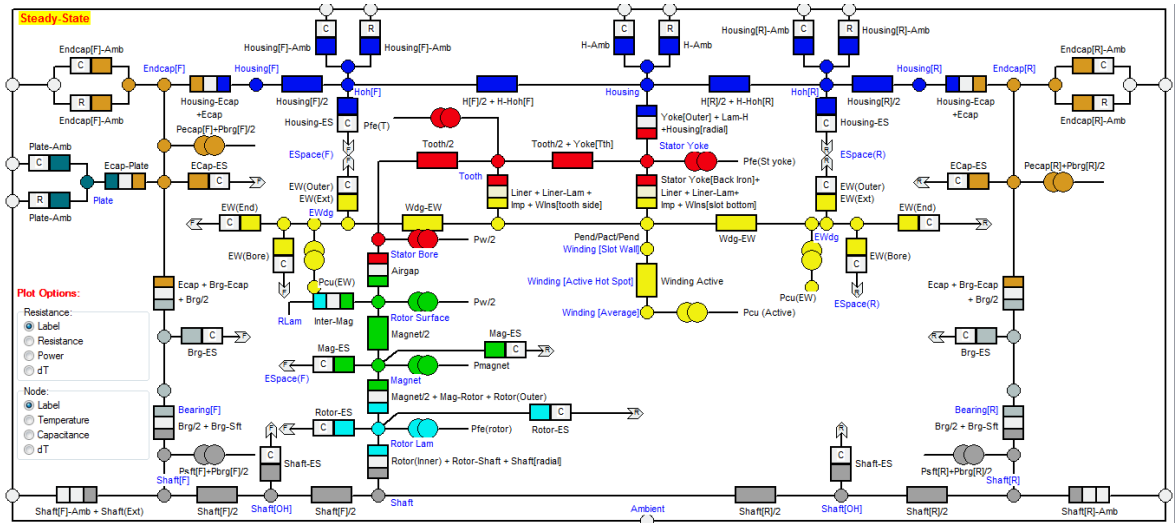 Steady-State
Endcap[F]-Amb
C
R
Endcap[F]-Amb
Endcap[F]
Housing-Ecap
+Ecap
Housing[F]
Housing[F]/2
C
R
Housing[F]-Amb
Housing[F]-Amb
Hoh[F]
H[F]/2 + H-Hoh[F]
C
R
H-Amb
H-Amb
Housing
H[R]/2 + H-Hoh[R]
C
R
Housing[R]-Amb
Housing[R]-Amb
Hoh[R]
Housing[R]/2
Housing[R]
Housing-Ecap
+Ecap
Endcap[R]
Endcap[R]-Amb
C
R
Endcap[R]-Amb
Housing-ES
C
F
F
ESpace(F)
EW(Outer)
EW(Ext)
C
Pfe(T)
Tooth/2
Tooth
Tooth/2 + Yoke[Tth]
Yoke[Outer] + Lam-H
+Housing[radial]
Stator Yoke
Pfe(St yoke)
Liner + Liner-Lam +
Imp + Wlns[tooth side]
Stator Yoke[Back Iron]+
Liner + Liner-Lam+
Imp + Wlns[slot bottom]
Housing-ES
C
R
R
ESpace(R)
EW(Outer)
EW(Ext)
C
Pecap[F]+Pbrg[F]/2
ECap-ES
C
F
Plate-Amb
C
R
Plate-Amb
Ecap-Plate
Plate
ECap-ES
C
R
Pecap[R]+Pbrg[R]/2
EW(End)
F
C
EWdg
Wdg-EW
EW(Bore)
C
F
Pcu(EW)
Pw/2
Stator Bore
Airgap
Pend/Pact/Pend
Winding [Slot Wall]
Winding [Active Hot Spot]
Winding Active
Winding [Average]
Pcu (Active)
Wdg-EW
EWdg
EW(End)
C
R
EW(Bore)
C
R
ESpace(R)
Pcu(EW)
Inter-Mag
RLam
Rotor Surface
Pw/2
Magnet/2
Mag-ES
C
R
Mag-ES
F
C
ESpace(F)
Magnet
Pmagnet
Magnet/2 + Mag-Rotor + Rotor(Outer)
Rotor-ES
F
C
Rotor Lam
Pfe(rotor)
C
R
Rotor-ES
Rotor(Inner) + Rotor-Shaft + Shaft[radial]
Ecap + Brg-Ecap
+ Brg/2
C
F
Brg-ES
Bearing[F]
Brg/2 + Brg-Sft
Psft[F]+Pbrg[F]/2
F
C
Shaft-ES
Shaft[F]
Shaft[F]-Amb + Shaft(Ext)
Shaft[F]/2
Shaft[OH]
Shaft[F]/2
Shaft
Ambient
Ecap + Brg-Ecap
+ Brg/2
R
C
Brg-ES
Bearing[R]
Brg/2 + Brg-Sft
Psft[R]+Pbrg[R]/2
R
C
Shaft-ES
Shaft[R]
Shaft[R]/2
Shaft[OH]
Shaft[R]/2
Shaft[R]-Amb
Plot Options:
Resistance:
Label
Resistance
Power
dT
Node:
Label
Temperature
Capacitance
dT